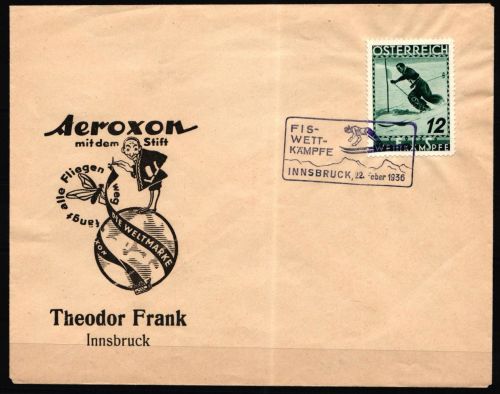 Aeroxon
mit dem Stift
fängt alle Fliegen weg
DIE WELTMARKE
Theodor Frank
Innsbruck
ÖSTERREICH
12
WETTKÄMPFE
FIS-
WETT-
KÄMPFE
INNSBRUCK, 22. feber 1936